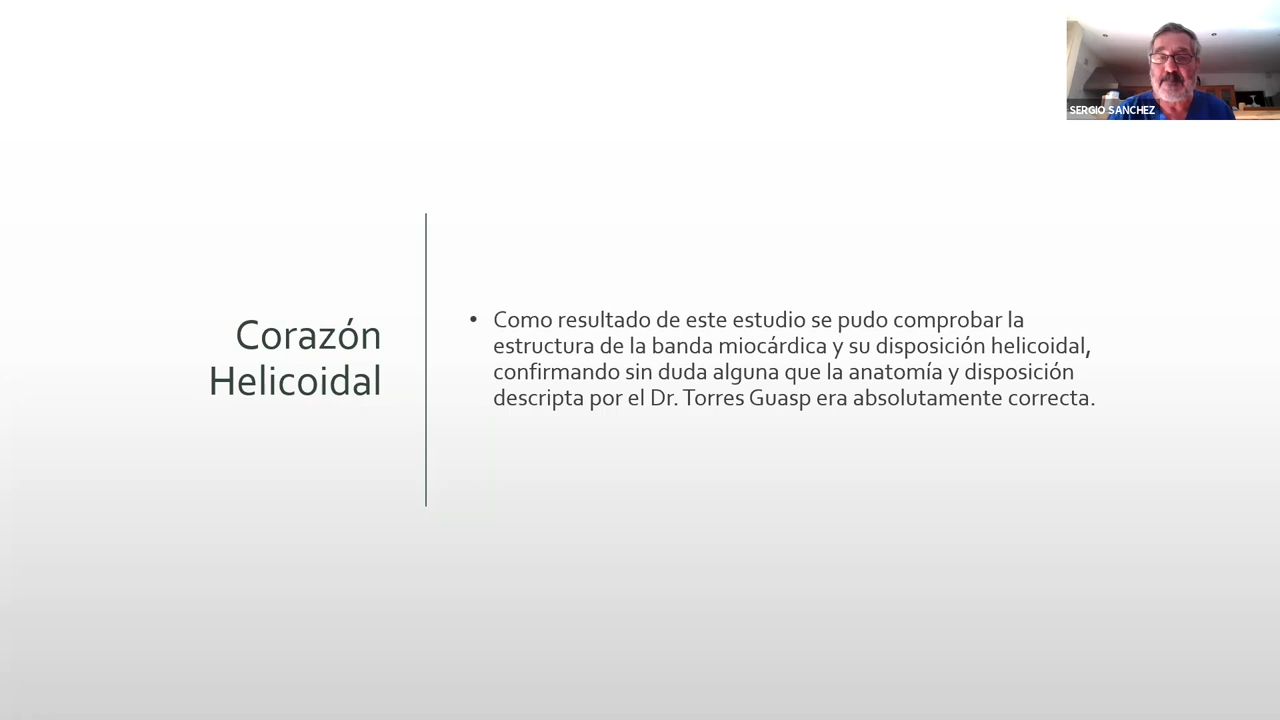 SERGIO SANCHEZ
Corazón
Helicoidal
• Como resultado de este estudio se pudo comprobar la
estructura de la banda miocárdica y su disposición helicoidal,
confirmando sin duda alguna que la anatomía y disposición
descripta por el Dr. Torres Guasp era absolutamente correcta.